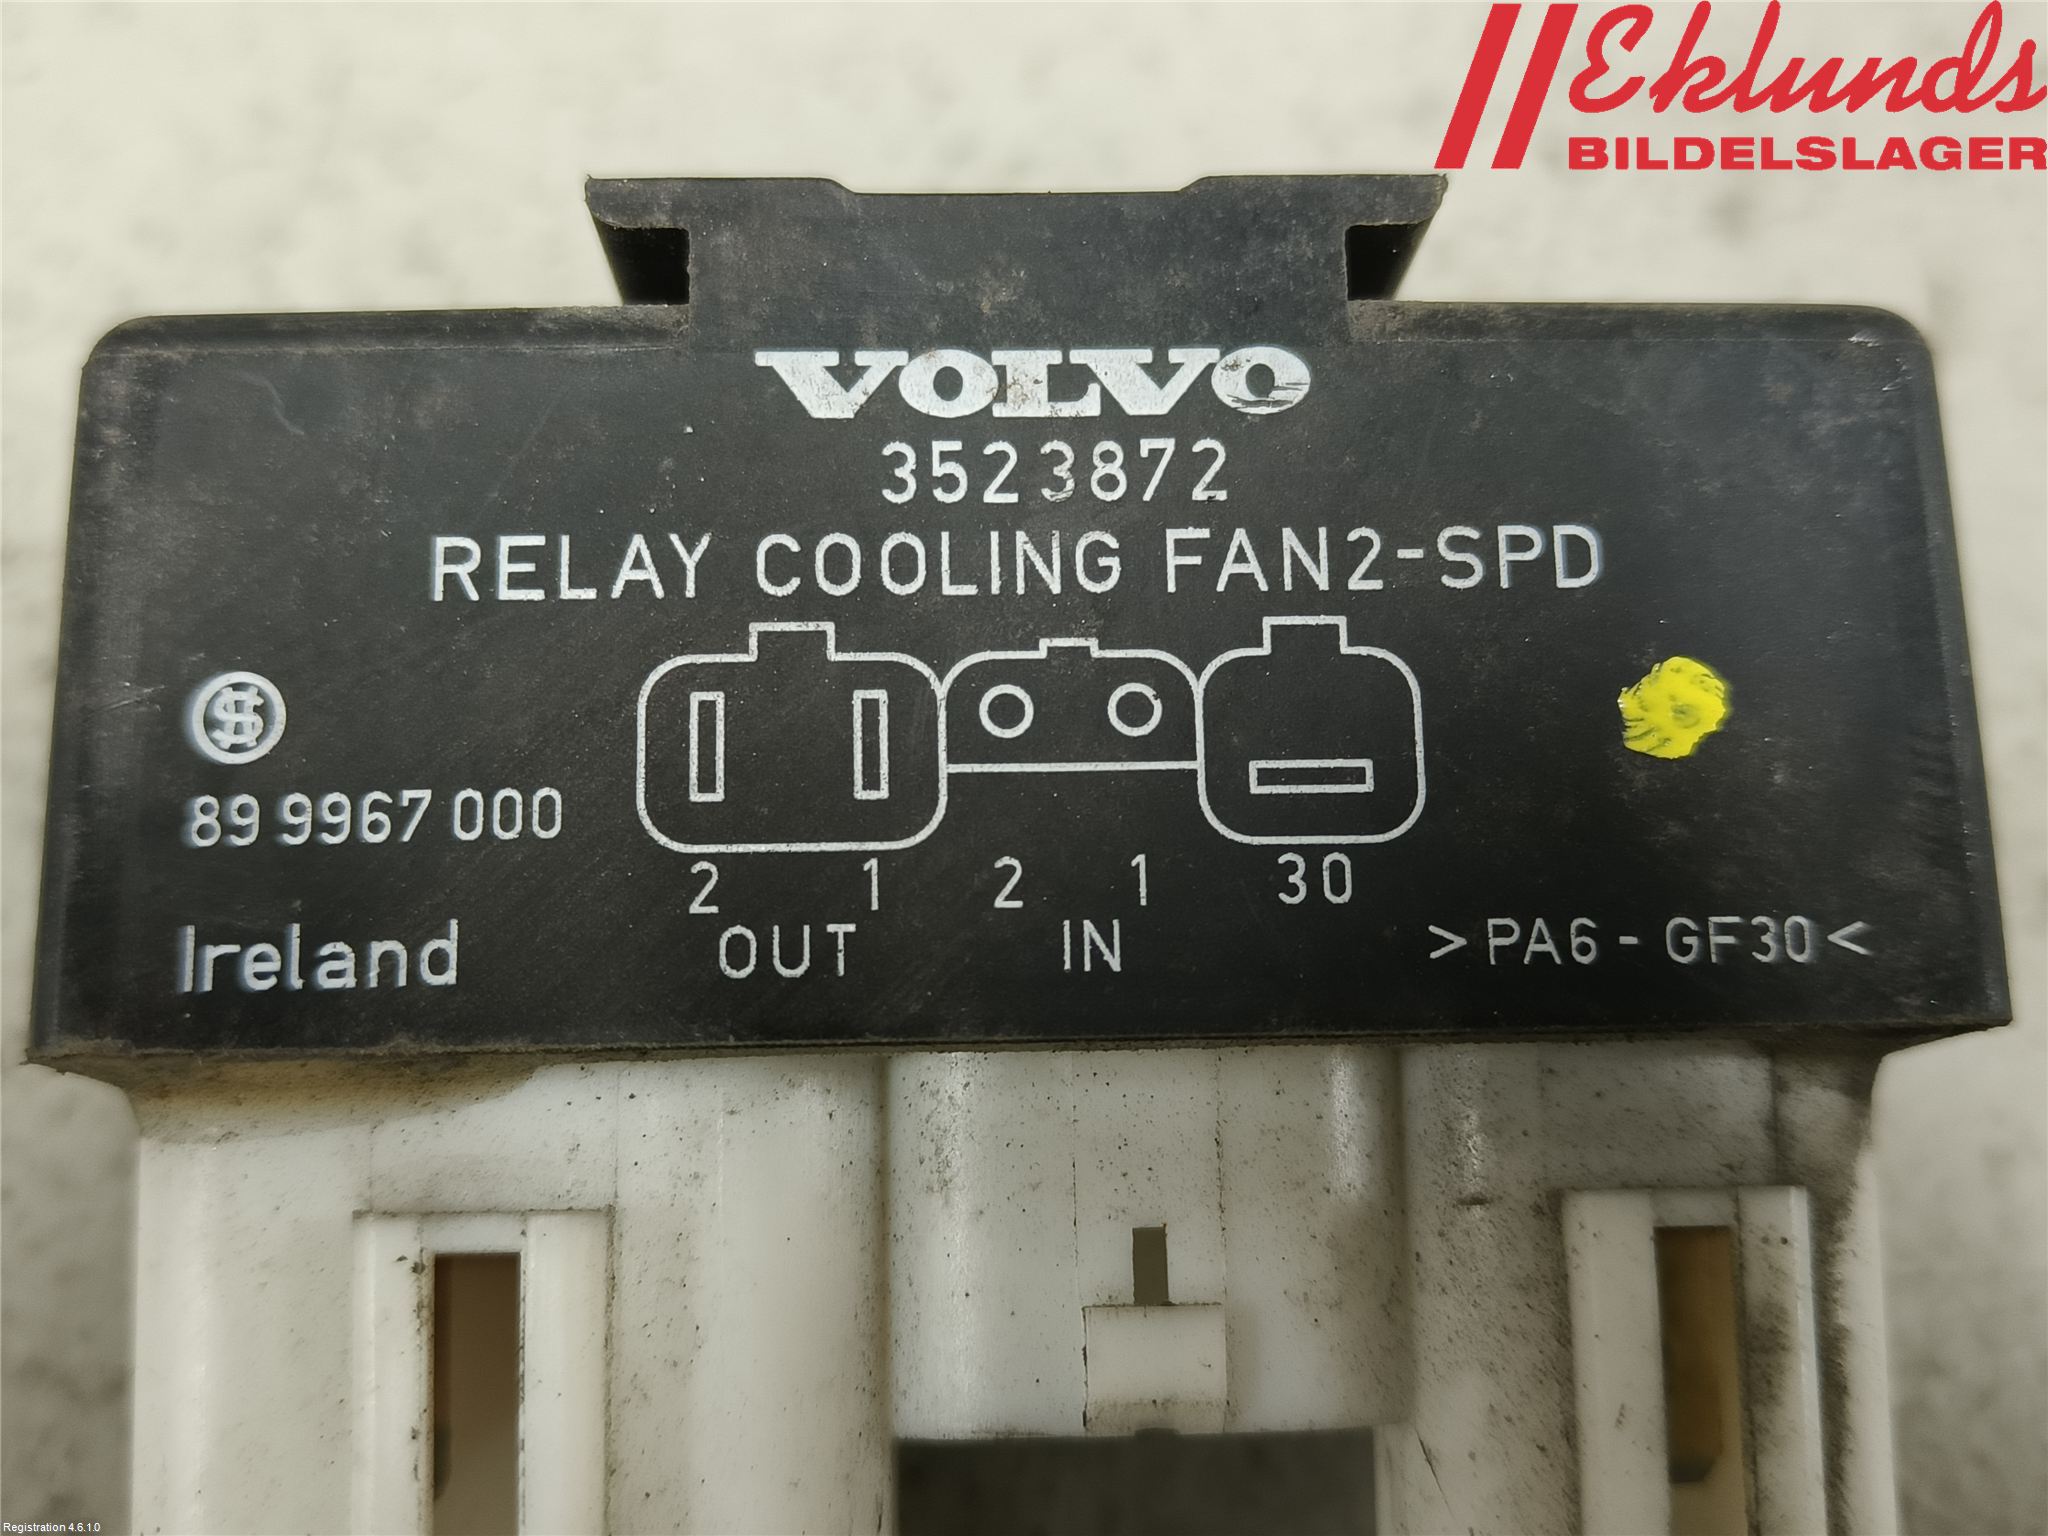 Eklunds
BILDELSLAGER
VOLVO
3523872
RELAY COOLING FAN2-SPD
89 9967 000
2 1 2 1 30
OUT IN
Ireland
>PA6-GF30<
Registration 4.6.1.0